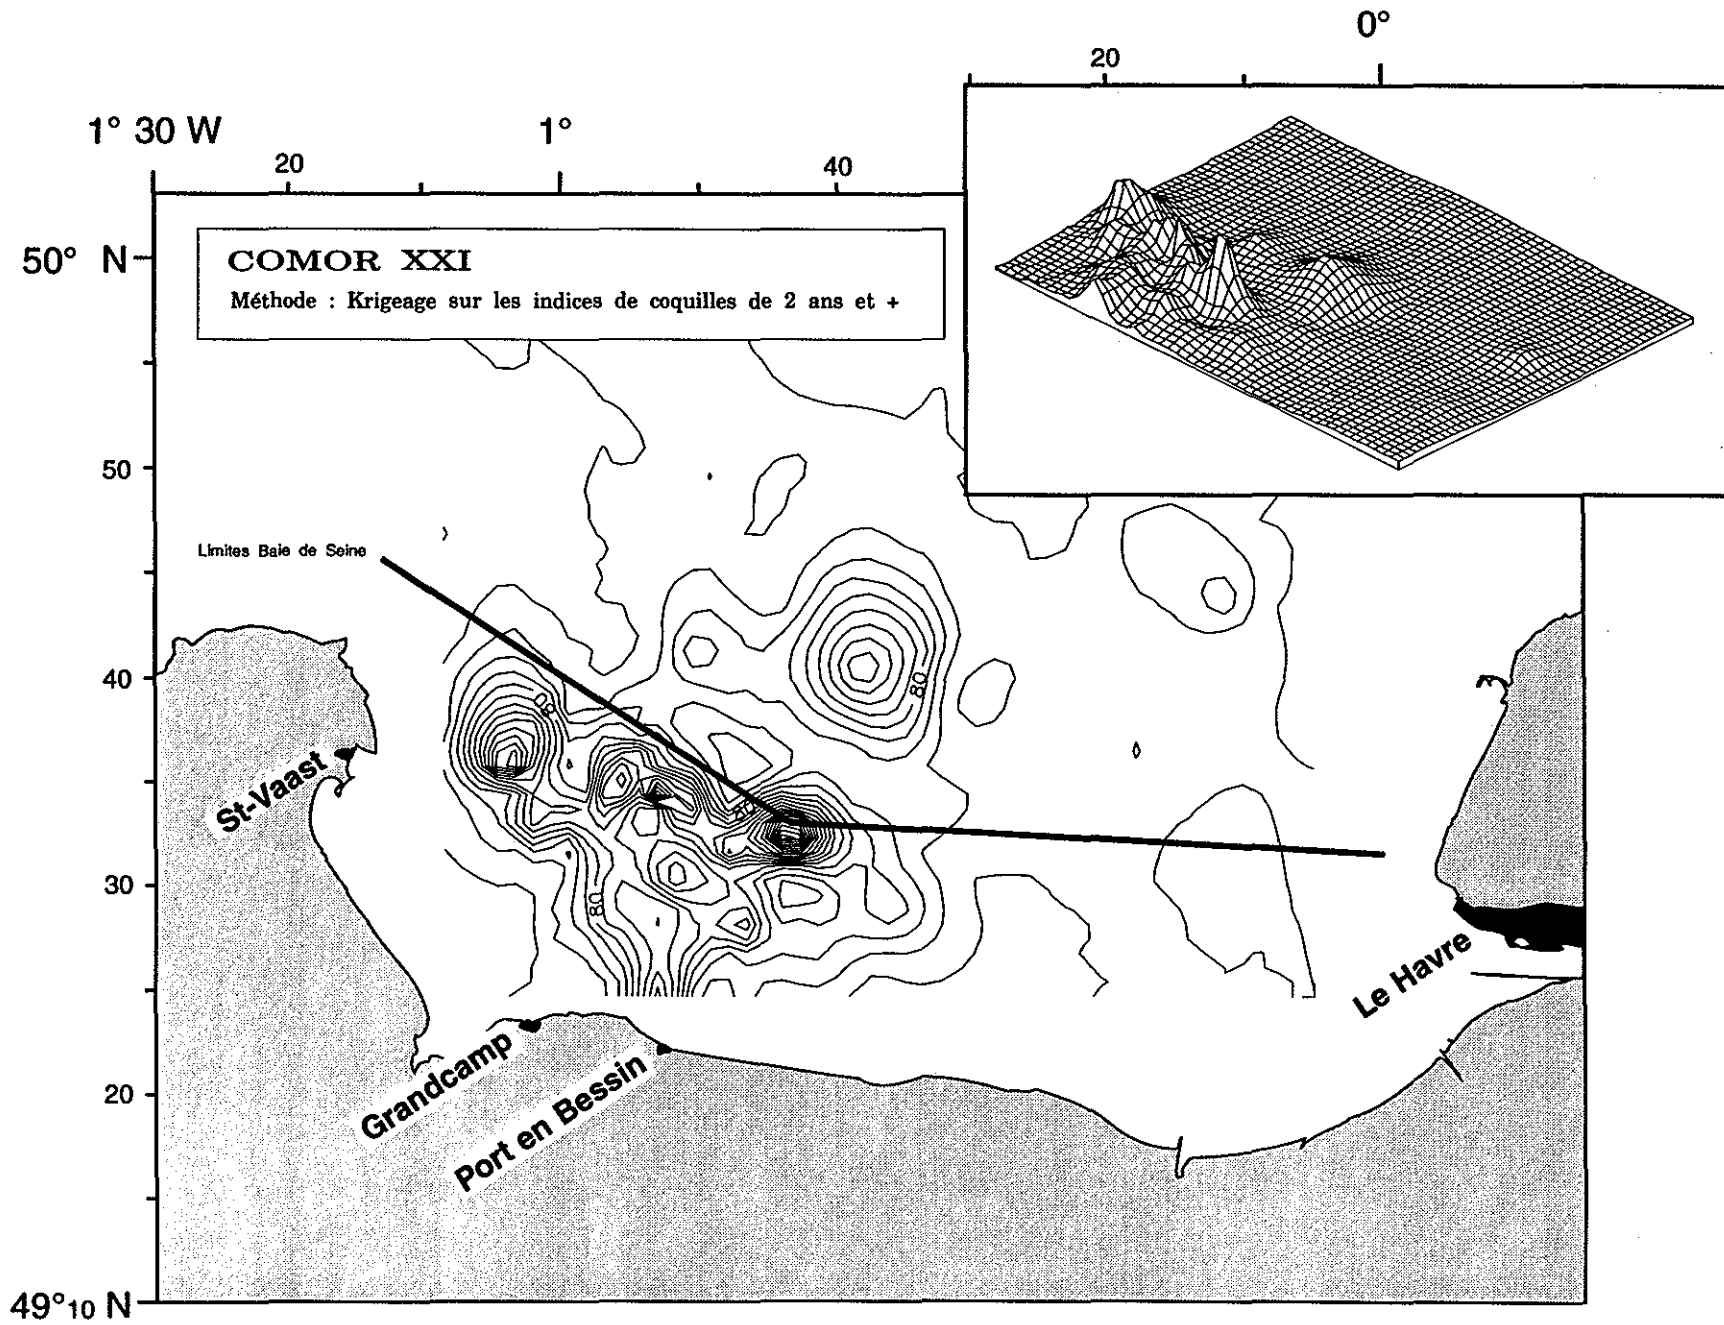 0°
20
1° 30 W
1°
20
40
50° N
COMOR XXI
Méthode : Krigeage sur les indices de coquilles de 2 ans et +
50
Limites Baie de Seine
40
80
80
St-Vaast
80
30
80
Le Havre
Grandcamp
Port en Bessin
20
49°10 N